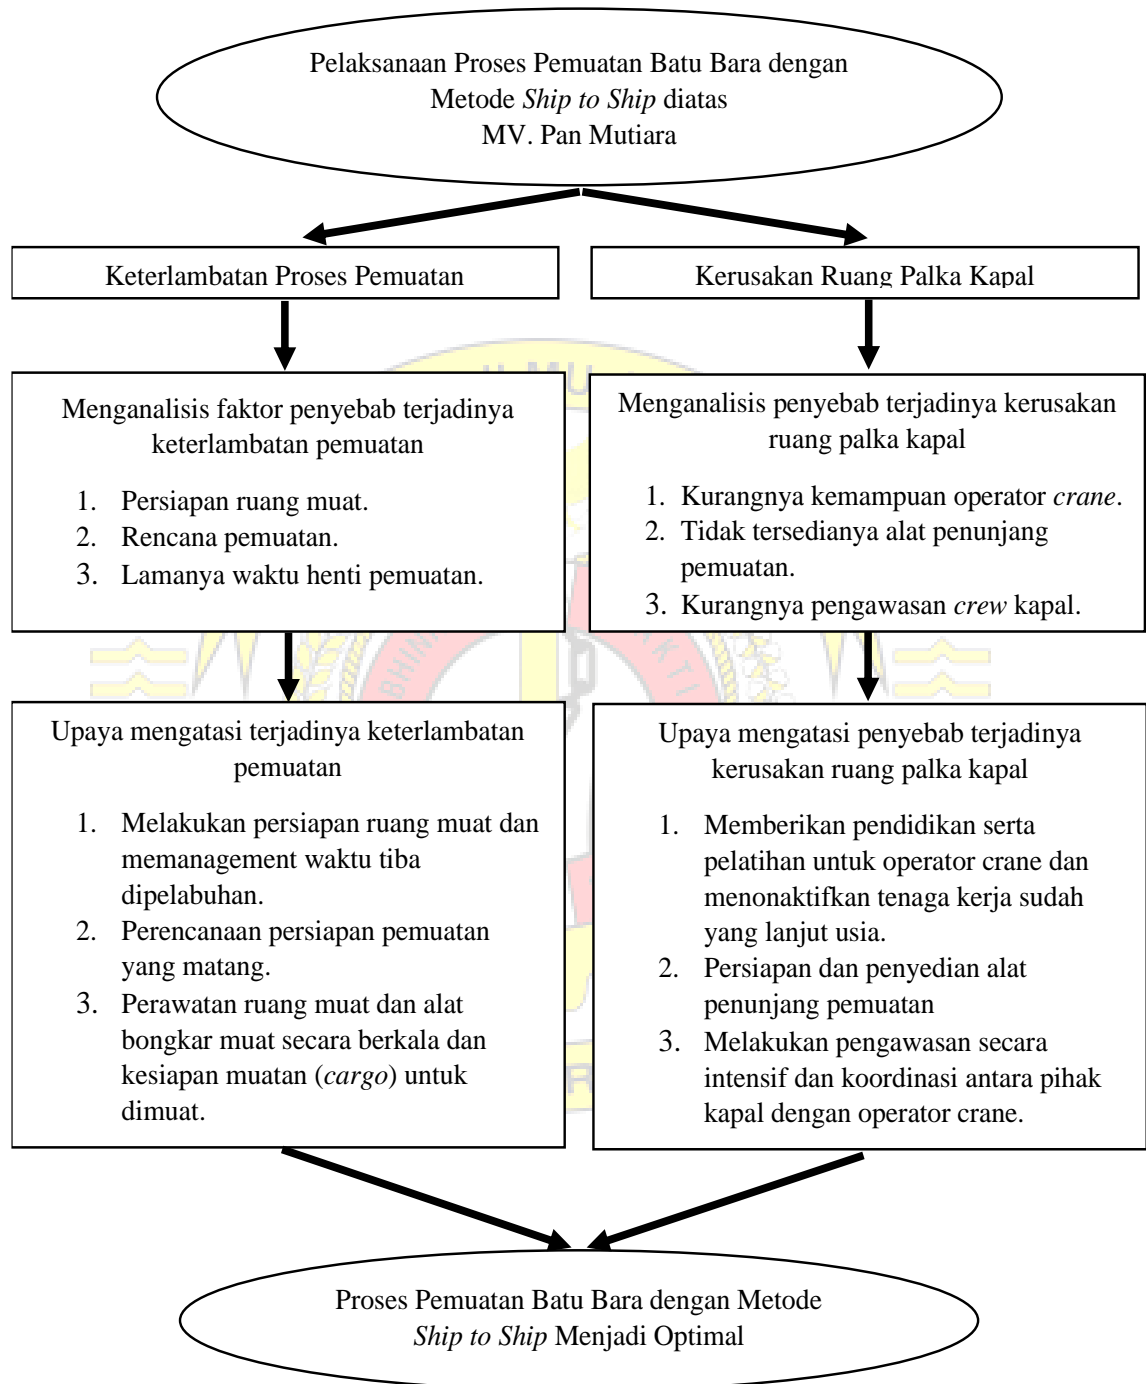 Pelaksanaan Proses Pemuatan Batu Bara dengan
Metode Ship to Ship diatas
MV. Pan Mutiara
Keterlambatan Proses Pemuatan
Kerusakan Ruang Palka Kapal
Menganalisis faktor penyebab terjadinya
keterlambatan pemuatan
1. Persiapan ruang muat.
2. Rencana pemuatan.
3. Lamanya waktu henti pemuatan.
Menganalisis penyebab terjadinya kerusakan
ruang palka kapal
1. Kurangnya kemampuan operator crane.
2. Tidak tersedianya alat penunjang
pemuatan.
3. Kurangnya pengawasan crew kapal.
Upaya mengatasi terjadinya keterlambatan
pemuatan
1. Melakukan persiapan ruang muat dan
memanagement waktu tiba
dipelabuhan.
2. Perencanaan persiapan pemuatan
yang matang.
3. Perawatan ruang muat dan alat
bongkar muat secara berkala dan
kesiapan muatan (cargo) untuk
dimuat.
Upaya mengatasi penyebab terjadinya
kerusakan ruang palka kapal
1. Memberikan pendidikan serta
pelatihan untuk operator crane dan
menonaktifkan tenaga kerja sudah
yang lanjut usia.
2. Persiapan dan penyedian alat
penunjang pemuatan
3. Melakukan pengawasan secara
intensif dan koordinasi antara pihak
kapal dengan operator crane.
Proses Pemuatan Batu Bara dengan Metode
Ship to Ship Menjadi Optimal